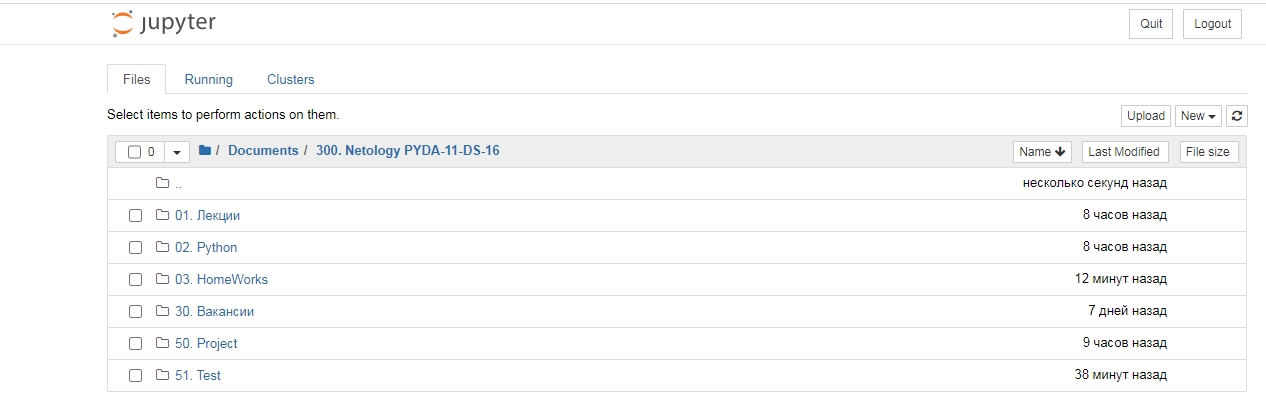 jupyter Quit Logout
Files Running Clusters
Select items to perform actions on them. Upload New
0 / Documents / 300. Netology PYDA-11-DS-16 Name Last Modified File size
.. несколько секунд назад
01. Лекции 8 часов назад
02. Python 8 часов назад
03. HomeWorks 12 минут назад
30. Вакансии 7 дней назад
50. Project 9 часов назад
51. Test 38 минут назад